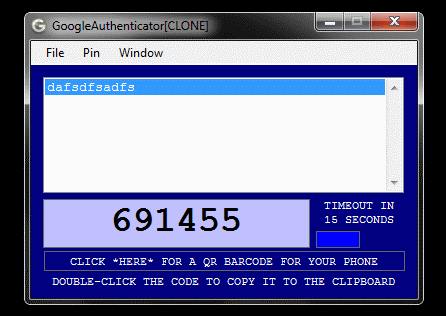 GoogleAuthenticator[CLONE]
File Pin Window
dafsdfsadfs
691455
TIMEOUT IN
15 SECONDS
CLICK *HERE* FOR A QR BARCODE FOR YOUR PHONE
DOUBLE-CLICK THE CODE TO COPY IT TO THE CLIPBOARD